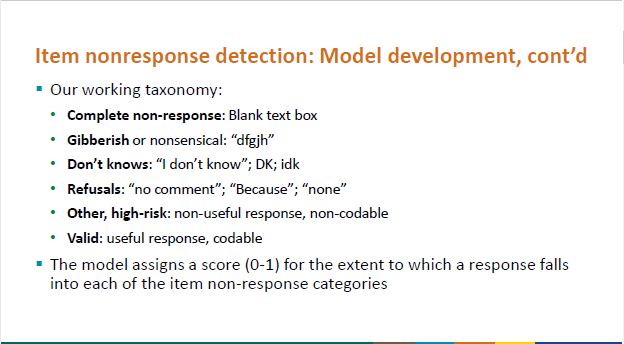 Item nonresponse detection: Model development, cont’d
▪ Our working taxonomy:
• Complete non-response: Blank text box
• Gibberish or nonsensical: “dfgjh”
• Don’t knows: “I don’t know”; DK; idk
• Refusals: “no comment”; “Because”; “none”
• Other, high-risk: non-useful response, non-codable
• Valid: useful response, codable
▪ The model assigns a score (0-1) for the extent to which a response falls
into each of the item non-response categories